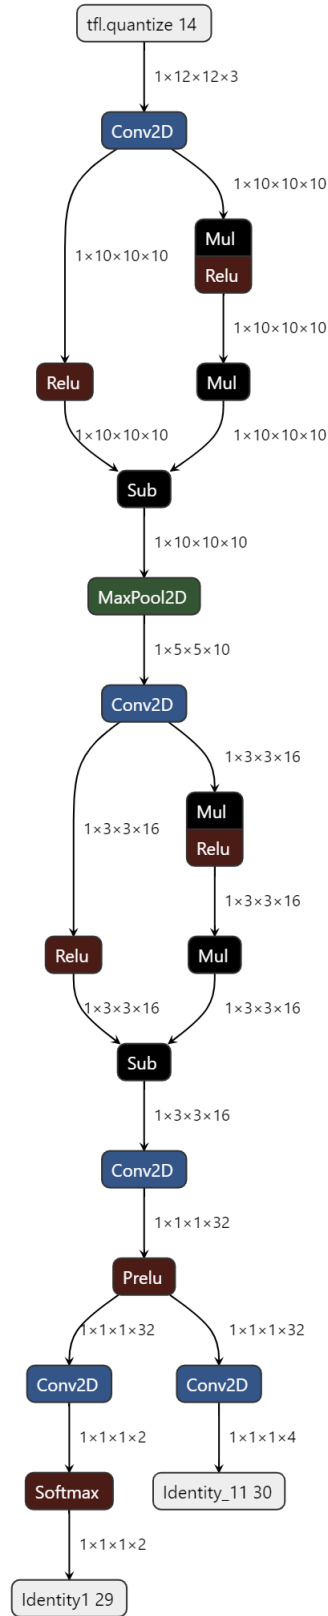 tfl.quantize 14
1×12×12×3
Conv2D
1×10×10×10
Mul
1×10×10×10
Relu
1×10×10×10
Relu
Mul
1×10×10×10
1×10×10×10
Sub
1×10×10×10
MaxPool2D
1×5×5×10
Conv2D
1×3×3×16
Mul
1×3×3×16
Relu
1×3×3×16
Relu
Mul
1×3×3×16
1×3×3×16
Sub
1×3×3×16
Conv2D
1×1×1×32
Prelu
1×1×1×32
1×1×1×32
Conv2D
Conv2D
1×1×1×2
1×1×1×4
Softmax
Identity_11 30
1×1×1×2
Identity1 29